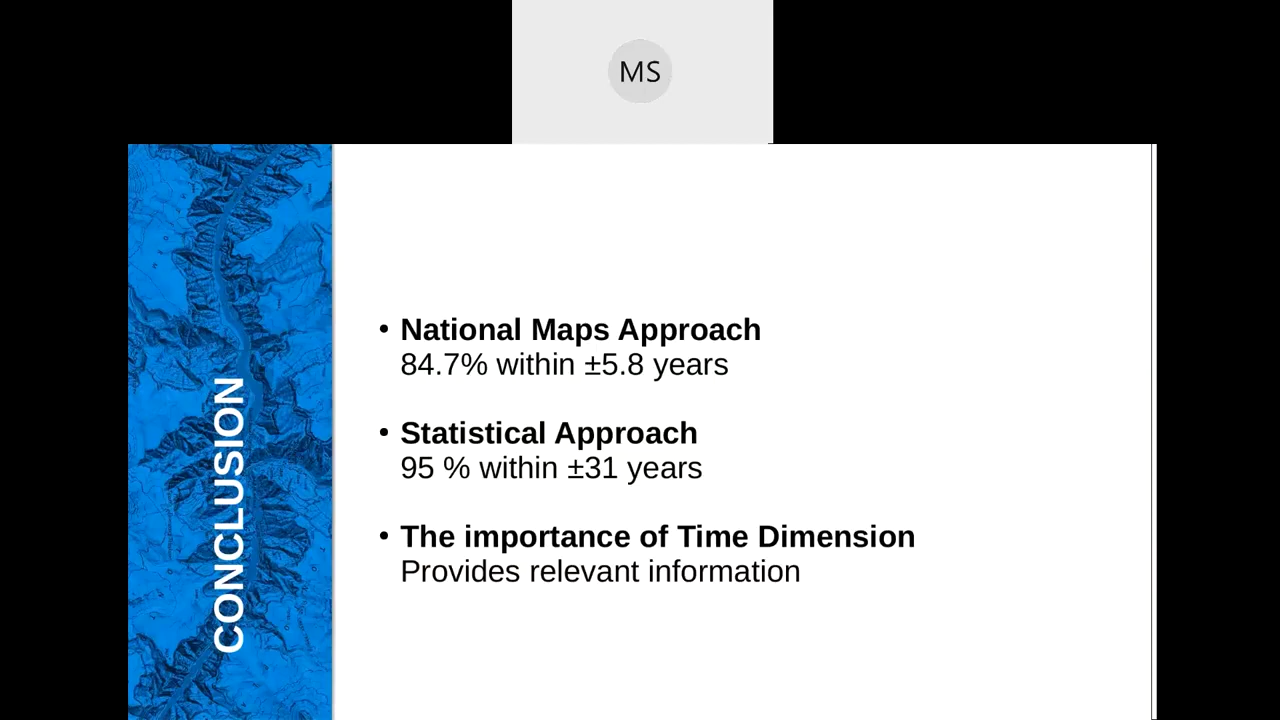 MS
CONCLUSION
• National Maps Approach
84.7% within ±5.8 years
• Statistical Approach
95 % within ±31 years
• The importance of Time Dimension
Provides relevant information